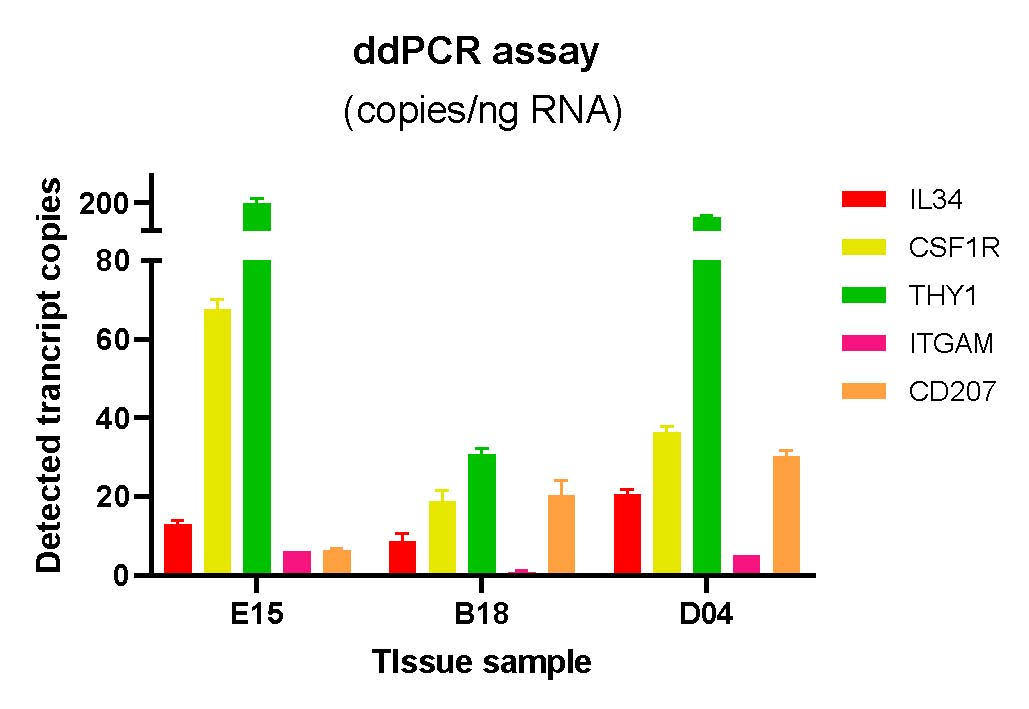 ddPCR assay
(copies/ng RNA)
Detected trancript copies
200
80
60
40
20
0
E15
B18
D04
TIssue sample
IL34
CSF1R
THY1
ITGAM
CD207